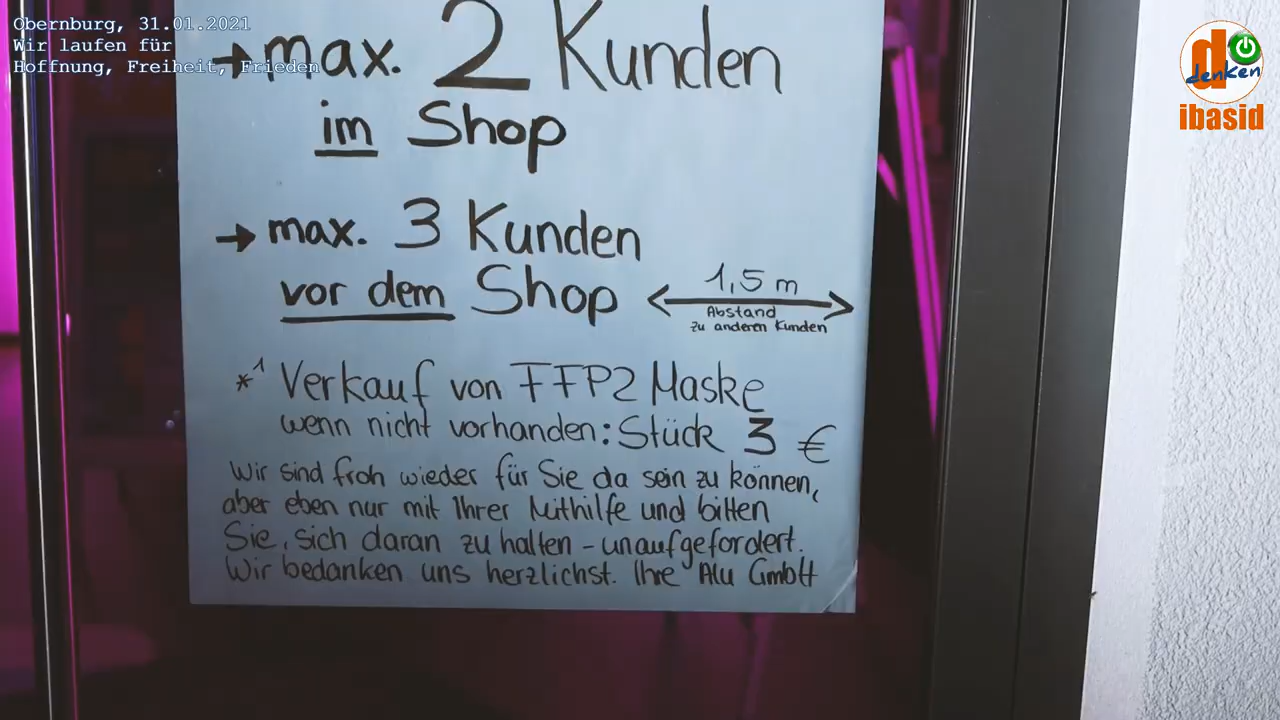 Obernburg, 31.01.2021
Wir laufen für
Hoffnung, Freiheit, Frieden
d
denken
ibasid
→ max. 2 Kunden
im Shop
→ max. 3 Kunden
vor dem Shop
1,5 m
Abstand
zu anderen Kunden
*¹ Verkauf von FFP2 Maske
wenn nicht vorhanden: Stück 3 €
Wir sind froh wieder für Sie da sein zu können,
aber eben nur mit Ihrer Mithilfe und bitten
Sie, sich daran zu halten - unaufgefordert.
Wir bedanken uns herzlichst. Ihre Alu GmbH